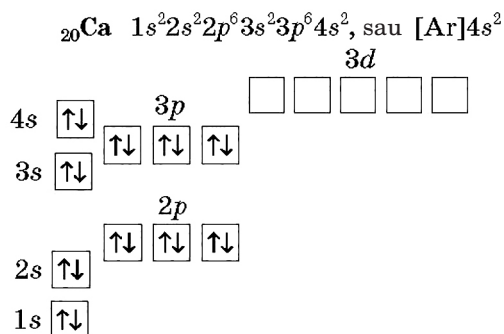 ₂₀Ca 1s²2s²2p⁶3s²3p⁶4s², sau [Ar]4s²
3d
4s ↑↓ 3p
↑↓ ↑↓ ↑↓
3s ↑↓
2p
↑↓ ↑↓ ↑↓
2s ↑↓
1s ↑↓